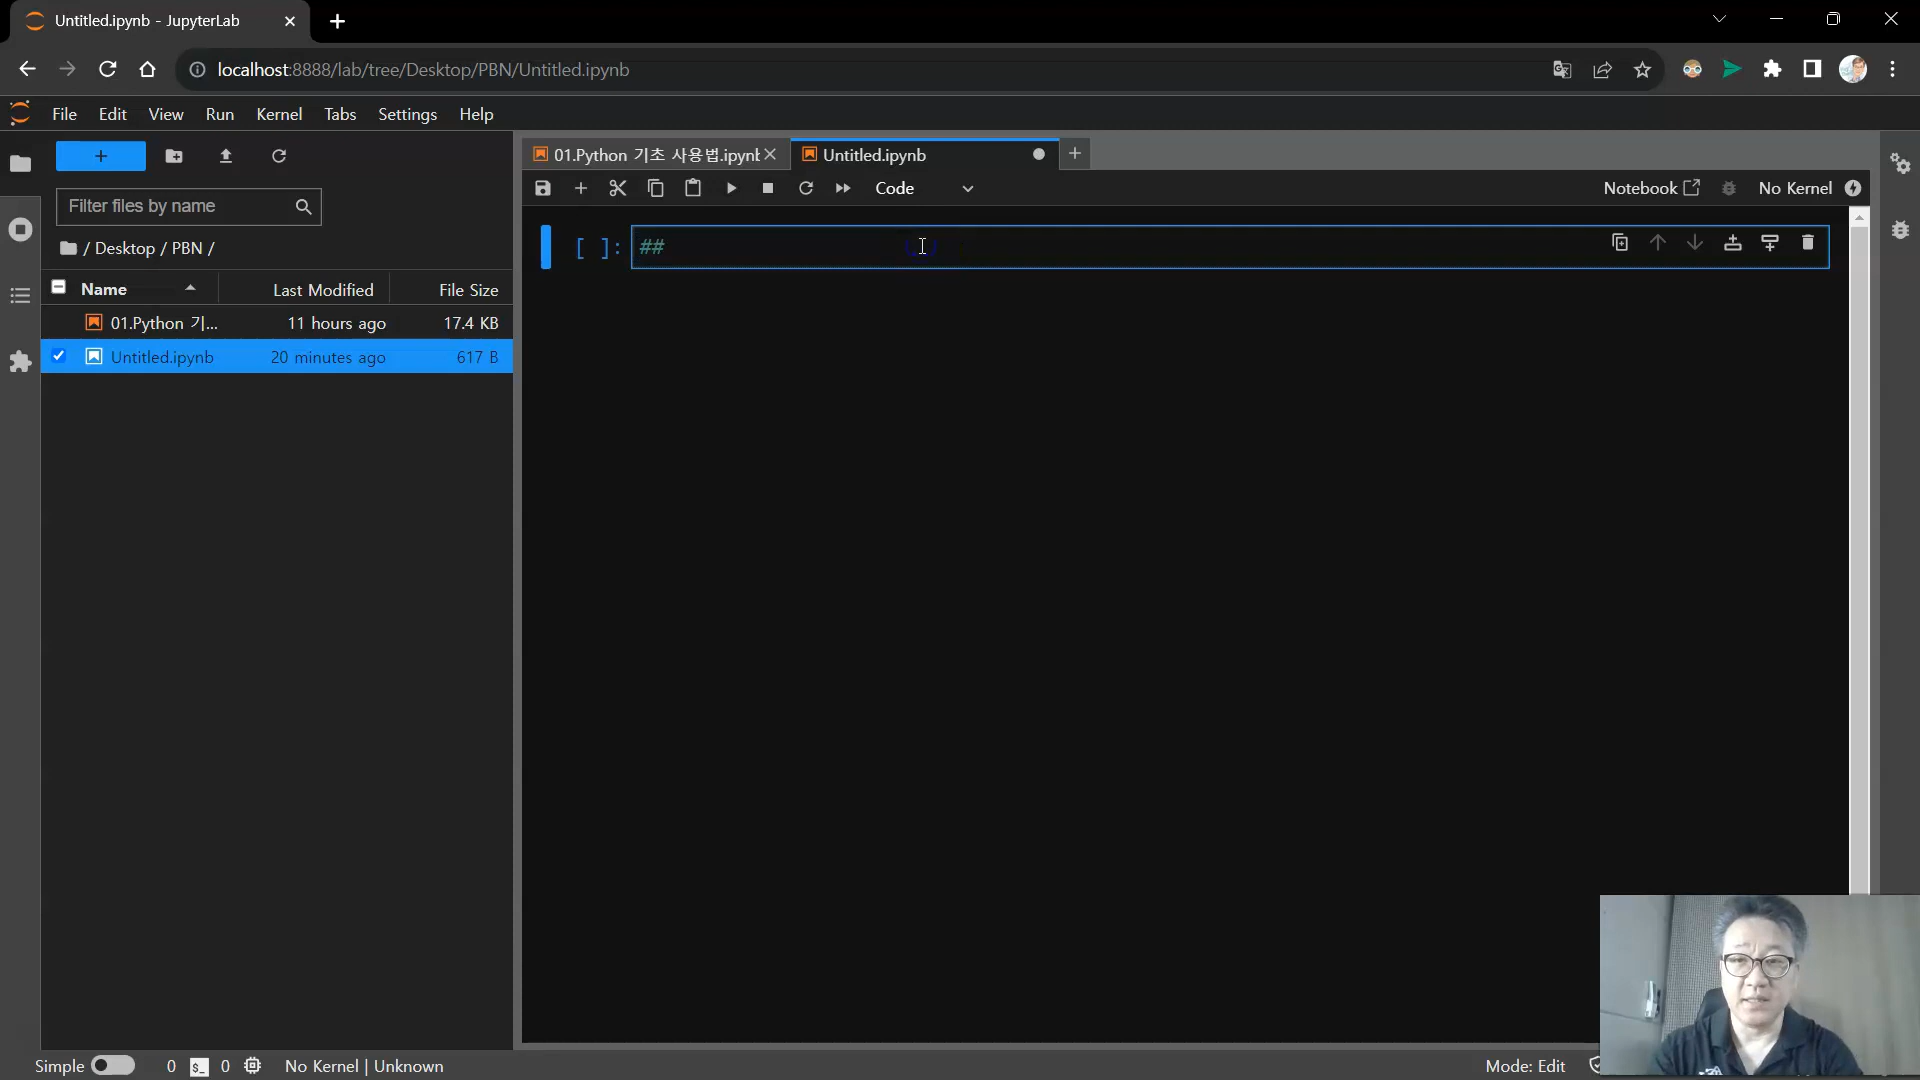 Untitled.ipynb - JupyterLab
localhost:8888/lab/tree/Desktop/PBN/Untitled.ipynb
File Edit View Run Kernel Tabs Settings Help
Filter files by name
/ Desktop / PBN /
Name Last Modified File Size
01.Python 기... 11 hours ago 17.4 KB
Untitled.ipynb 20 minutes ago 617 B
01.Python 기초 사용법.ipynb
Untitled.ipynb
Code
Notebook
No Kernel
[ ]: ##
Simple 0 $_ 0 No Kernel | Unknown
Mode: Edit